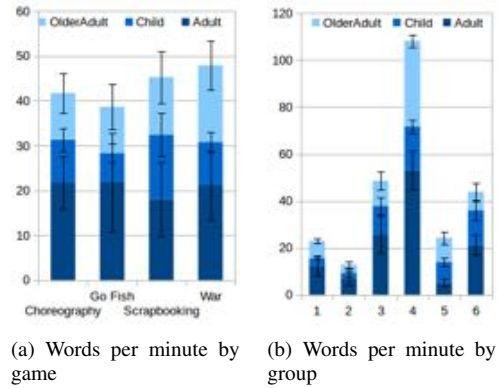 60
50
40
30
20
10
0
OlderAdult Child Adult
Go Fish War
Choreography Scrapbooking
120
100
80
60
40
20
0
OlderAdult Child Adult
1 2 3 4 5 6
(a) Words per minute by
game
(b) Words per minute by
group